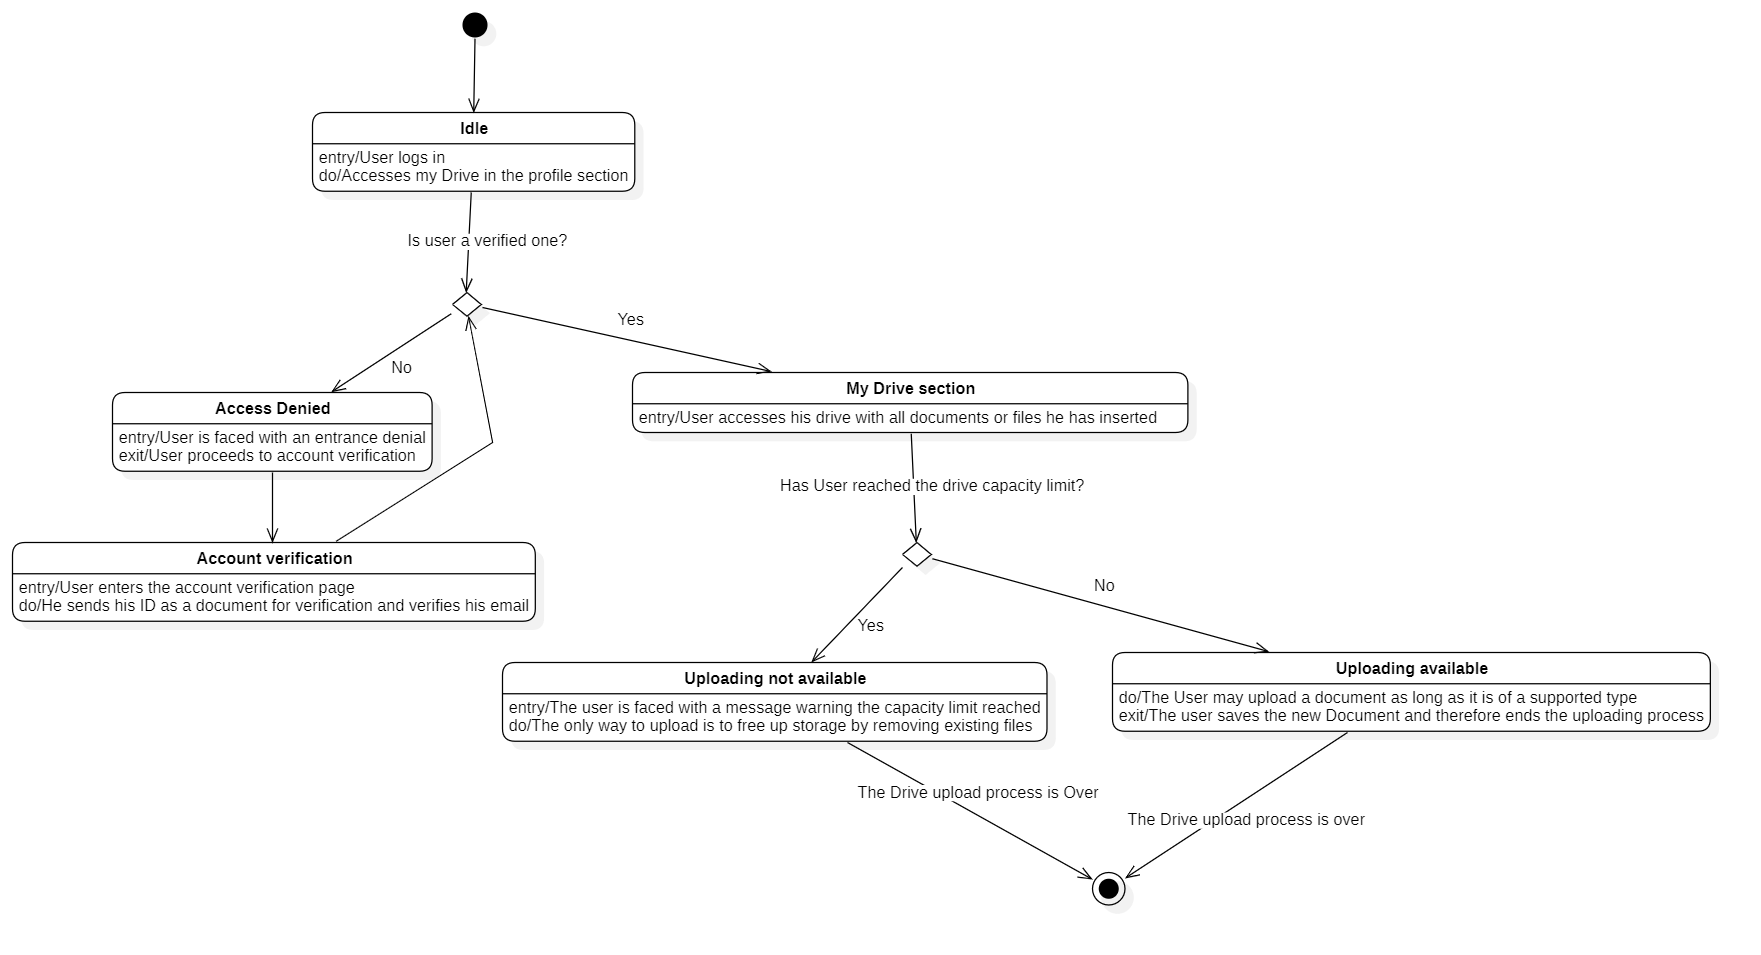 Idle
entry/User logs in
do/Accesses my Drive in the profile section
Is user a verified one?
Yes
No
My Drive section
entry/User accesses his drive with all documents or files he has inserted
Access Denied
entry/User is faced with an entrance denial
exit/User proceeds to account verification
Has User reached the drive capacity limit?
Account verification
entry/User enters the account verification page
do/He sends his ID as a document for verification and verifies his email
No
Yes
Uploading not available
entry/The user is faced with a message warning the capacity limit reached
do/The only way to upload is to free up storage by removing existing files
Uploading available
do/The User may upload a document as long as it is of a supported type
exit/The user saves the new Document and therefore ends the uploading process
The Drive upload process is Over
The Drive upload process is over